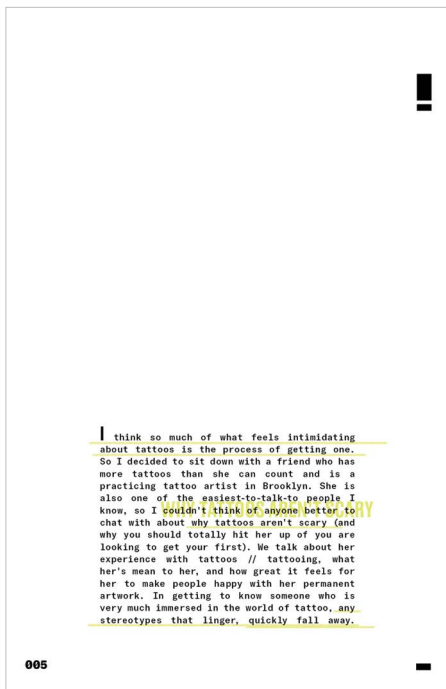 I think so much of what feels intimidating
about tattoos is the process of getting one.
So I decided to sit down with a friend who has
more tattoos than she can count and is a
practicing tattoo artist in Brooklyn. She is
also one of the easiest-to-talk-to people I
know, so I couldn't think of anyone better to
WHY TATTOOS AREN'T SCARY
chat with about why tattoos aren't scary (and
why you should totally hit her up of you are
looking to get your first). We talk about her
experience with tattoos // tattooing, what
her's mean to her, and how great it feels for
her to make people happy with her permanent
artwork. In getting to know someone who is
very much immersed in the world of tattoo, any
stereotypes that linger, quickly fall away.
005